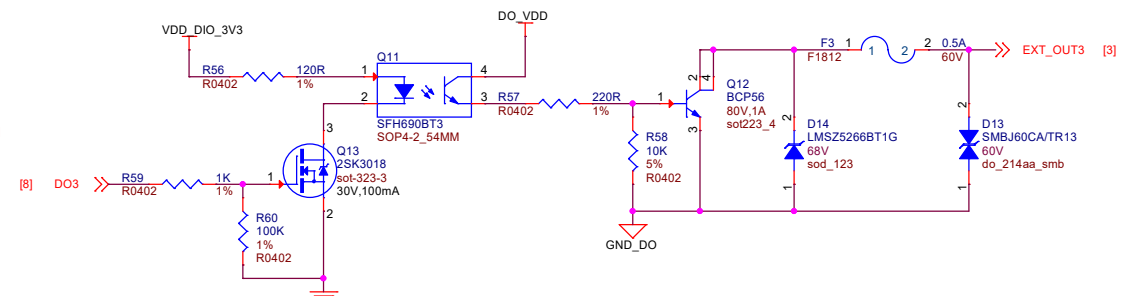 VDD_DIO_3V3
DO_VDD
R56
R0402
120R
1%
Q11
1
2
4
3
SFH690BT3
SOP4-2_54MM
R57
R0402
220R
1%
1
2
4
3
Q12
BCP56
80V,1A
sot223_4
F3
F1812
1
1
2
2
0.5A
60V
EXT_OUT3
[3]
R58
10K
5%
R0402
D14
LMSZ5266BT1G
68V
sod_123
2
1
D13
SMBJ60CA/TR13
60V
do_214aa_smb
2
1
GND_DO
3
Q13
2SK3018
sot-323-3
30V,100mA
1
2
[8]
DO3
R59
R0402
1K
1%
R60
100K
1%
R0402